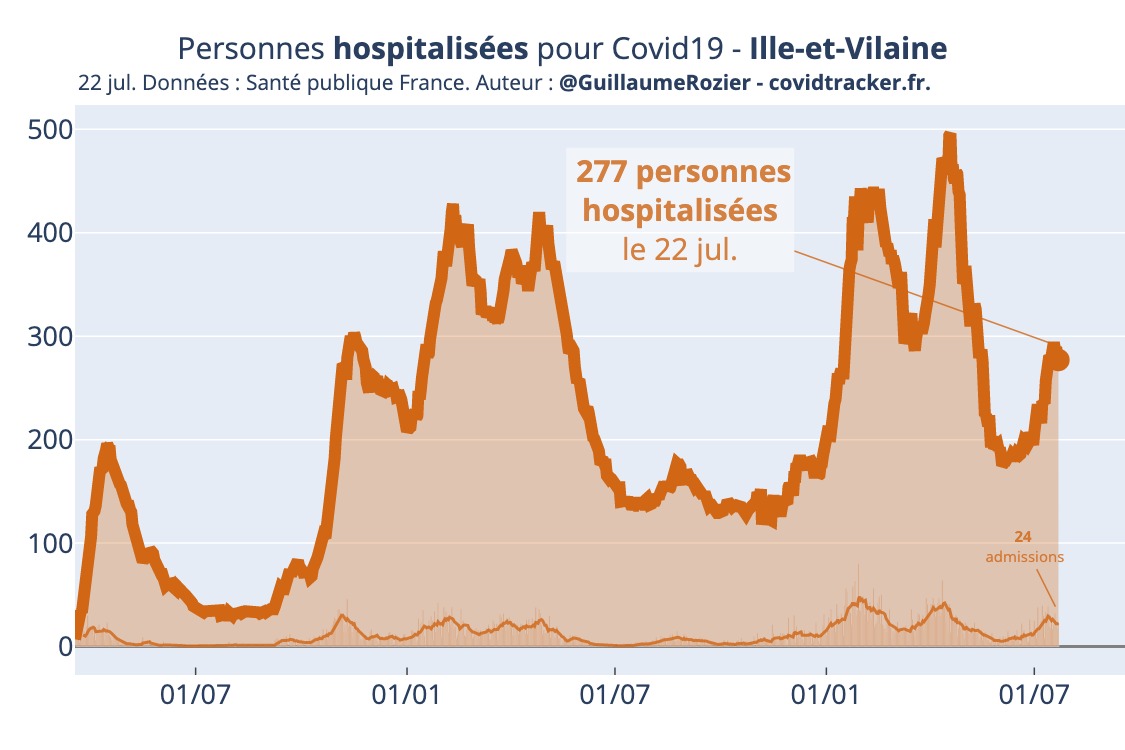 Personnes hospitalisées pour Covid19 - Ille-et-Vilaine
22 jul. Données : Santé publique France. Auteur : @GuillaumeRozier - covidtracker.fr.
500
277 personnes
hospitalisées
le 22 jul.
400
300
200
100
24
admissions
0
01/07
01/01
01/07
01/01
01/07